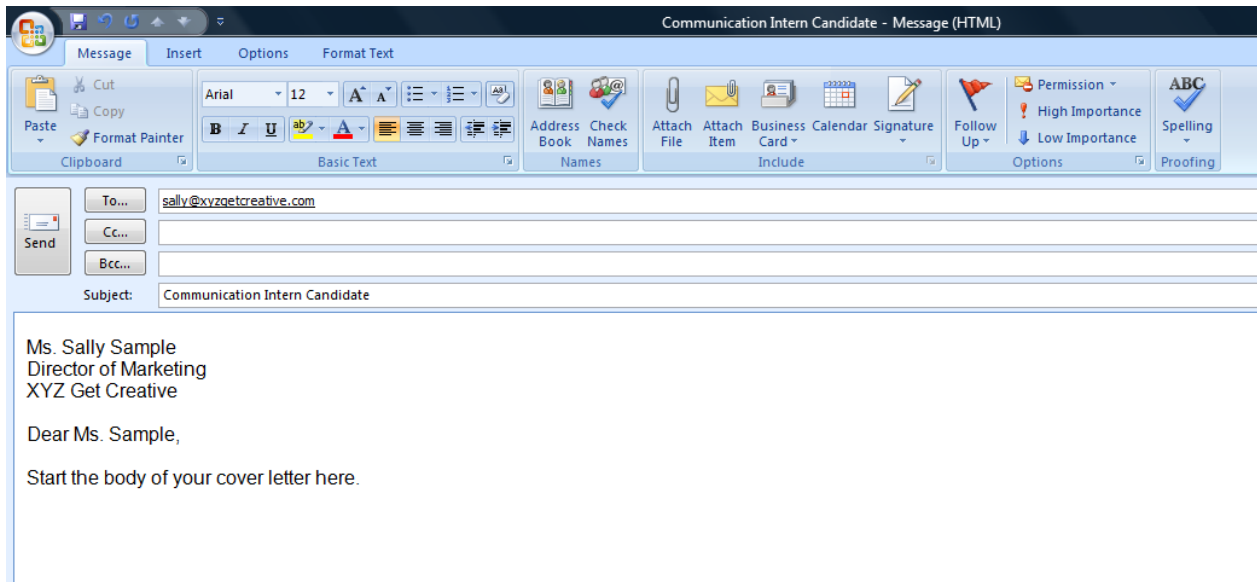 Communication Intern Candidate - Message (HTML)
Message Insert Options Format Text
Paste
Cut
Copy
Format Painter
Clipboard
Arial 12 A A
B I U ab A
Basic Text
Address Book
Check Names
Names
Attach File
Attach Item
Business Card
Calendar
Signature
Include
Follow Up
Permission
High Importance
Low Importance
Options
ABC
Spelling
Proofing
Send
To... sally@xyzgetcreative.com
Cc...
Bcc...
Subject: Communication Intern Candidate
Ms. Sally Sample
Director of Marketing
XYZ Get Creative
Dear Ms. Sample,
Start the body of your cover letter here.